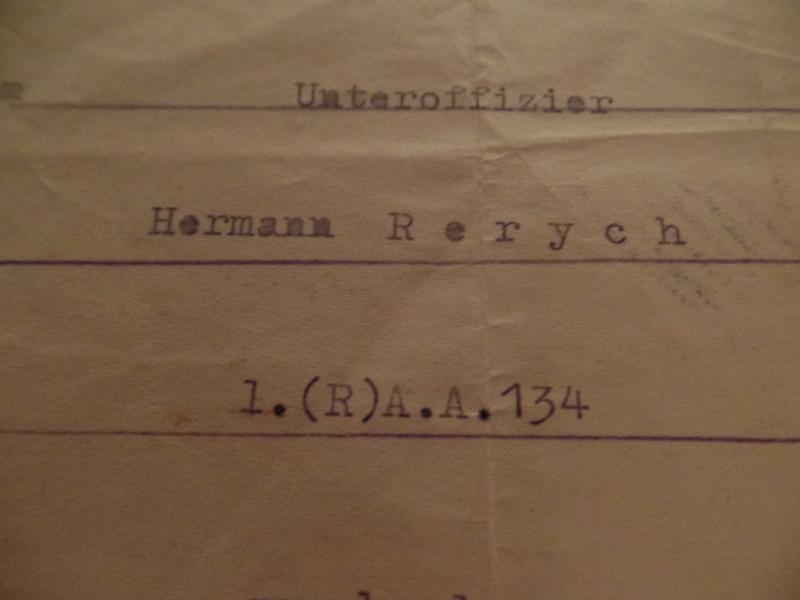 Unteroffizier
Hermann Rerych
1.(R)A.A.134